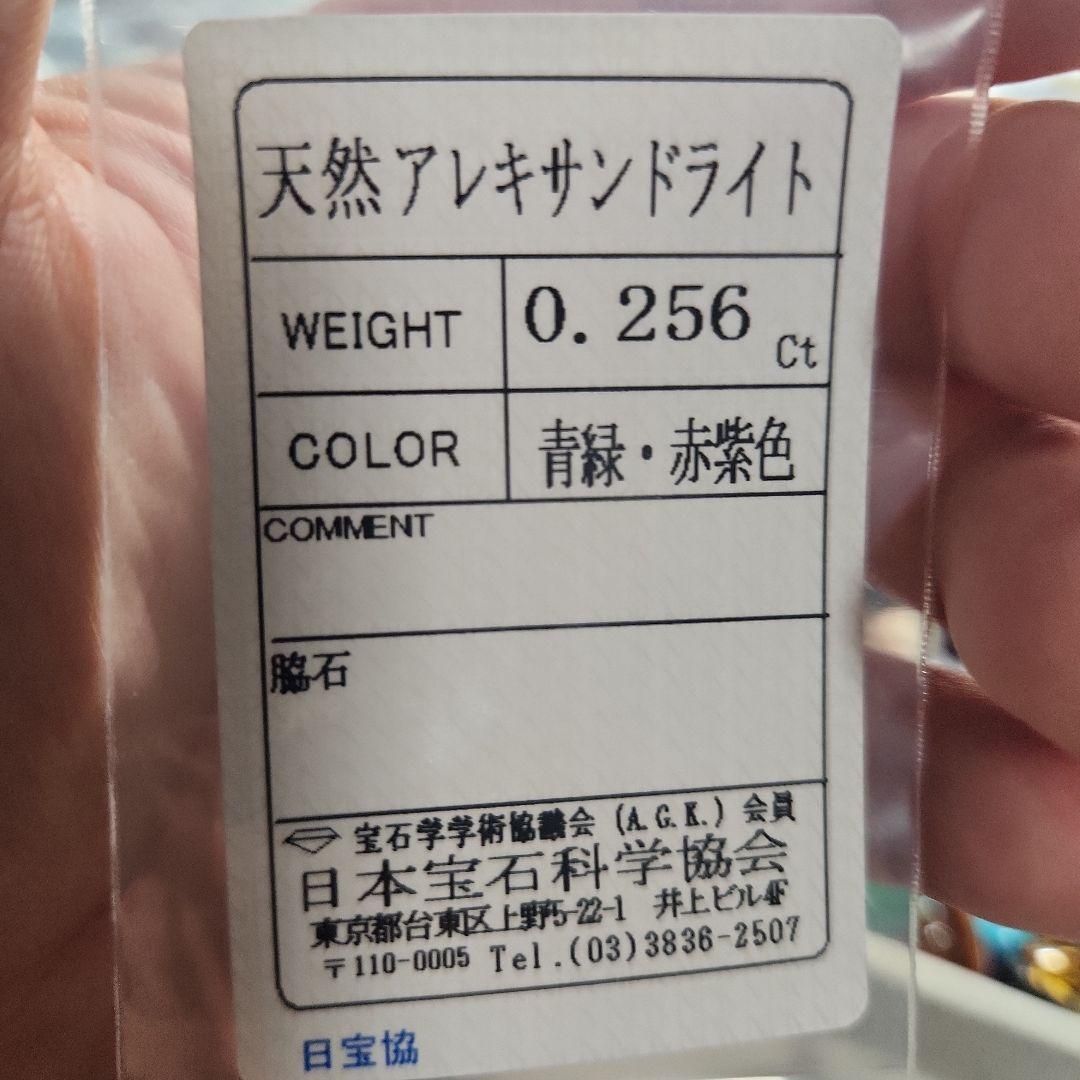 天然アレキサンドライト
WEIGHT 0.256 Ct
COLOR 青緑・赤紫色
COMMENT
脇石
宝石学学術協議会 (A.G.K.) 会員
日本宝石科学協会
東京都台東区上野5-22-1 井上ビル4F
〒110-0005 Tel.(03)3836-2507
日宝協